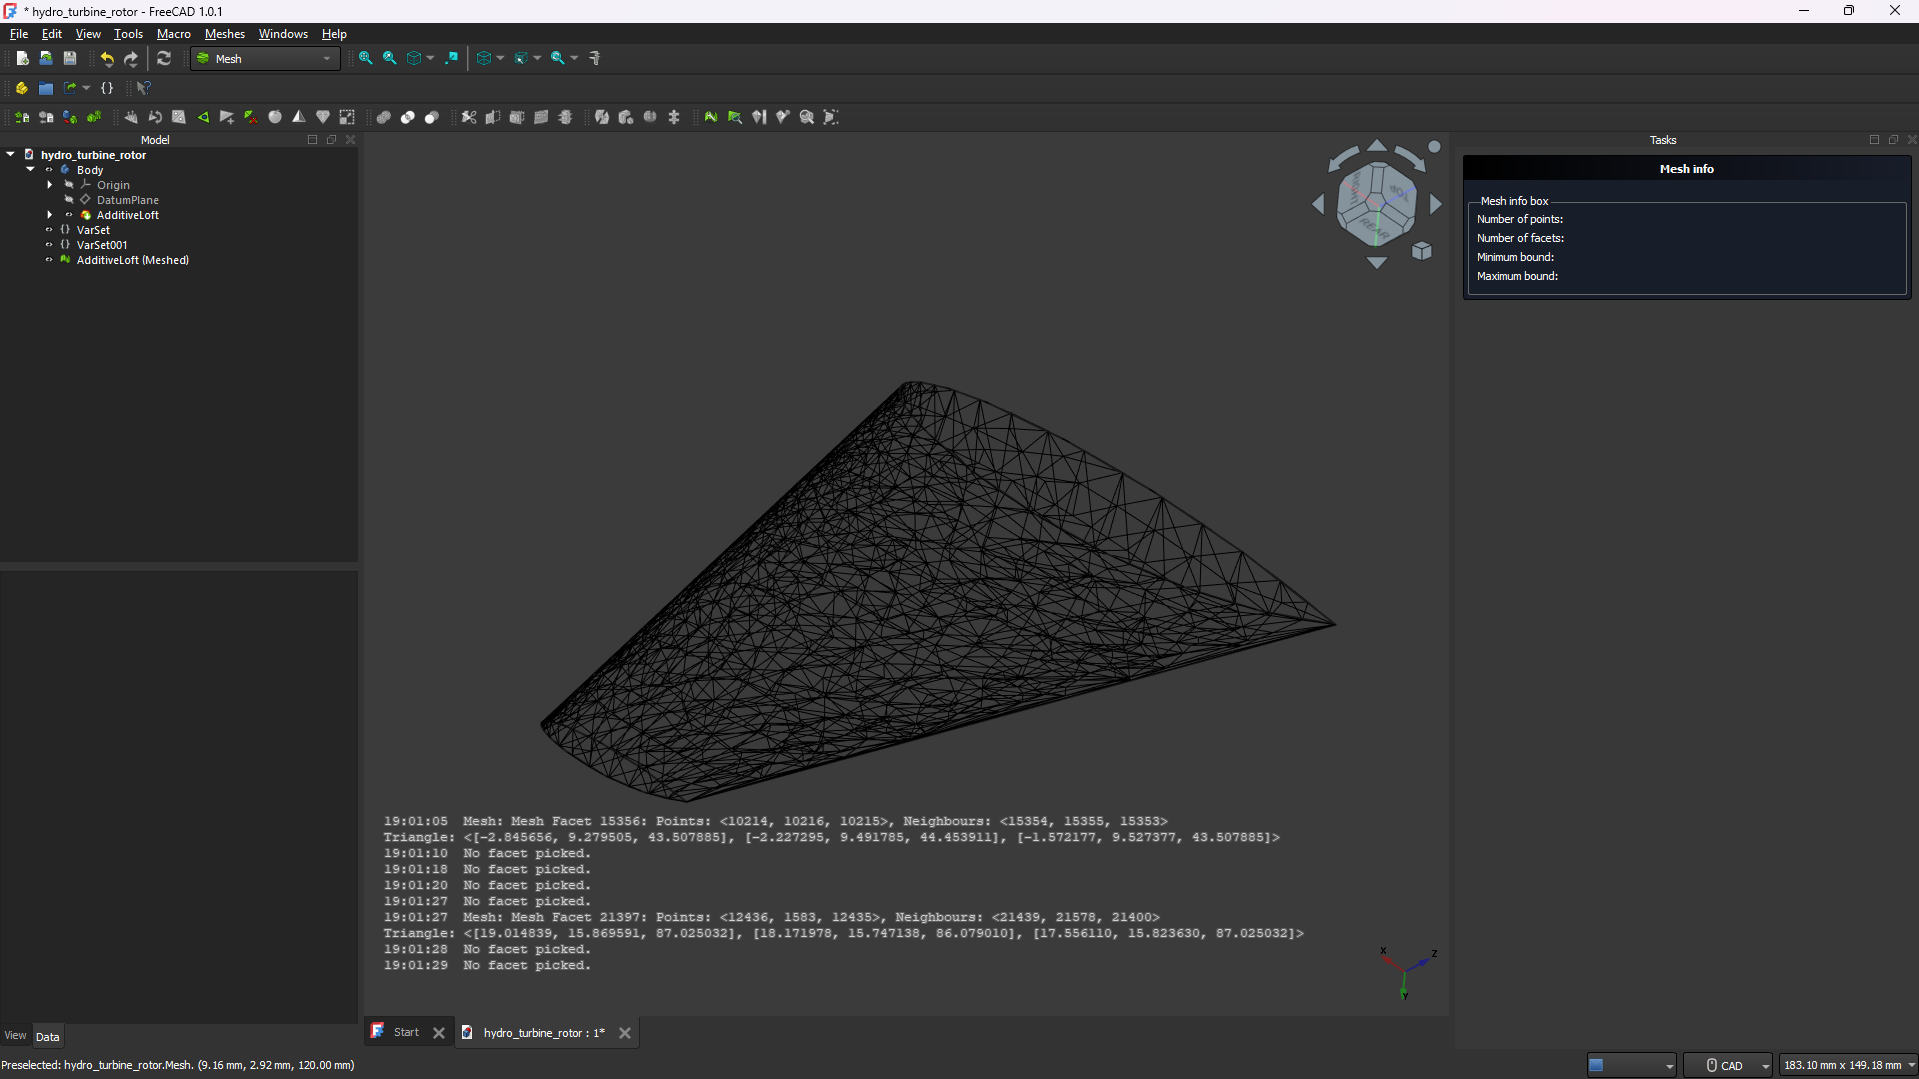 * hydro_turbine_rotor - FreeCAD 1.0.1
File Edit View Tools Macro Meshes Windows Help
Mesh
Model
Tasks
hydro_turbine_rotor
Body
Origin
DatumPlane
AdditiveLoft
VarSet
VarSet001
AdditiveLoft (Meshed)
TOP
REAR
Mesh info
Mesh info box
Number of points:
Number of facets:
Minimum bound:
Maximum bound:
19:01:05 Mesh: Mesh Facet 15356: Points: <10214, 10216, 10215>, Neighbours: <15354, 15355, 15353>
Triangle: <[-2.845656, 9.279505, 43.507885], [-2.227295, 9.491785, 44.453911], [-1.572177, 9.527377, 43.507885]>
19:01:10 No facet picked.
19:01:18 No facet picked.
19:01:20 No facet picked.
19:01:27 No facet picked.
19:01:27 Mesh: Mesh Facet 21397: Points: <12436, 1583, 12435>, Neighbours: <21439, 21578, 21400>
Triangle: <[19.014839, 15.869591, 87.025032], [18.171978, 15.747138, 86.079010], [17.556110, 15.823630, 87.025032]>
19:01:28 No facet picked.
19:01:29 No facet picked.
X
Z
Y
View Data
Start
hydro_turbine_rotor : 1*
Preselected: hydro_turbine_rotor.Mesh. (9.16 mm, 2.92 mm, 120.00 mm)
CAD
183.10 mm x 149.18 mm